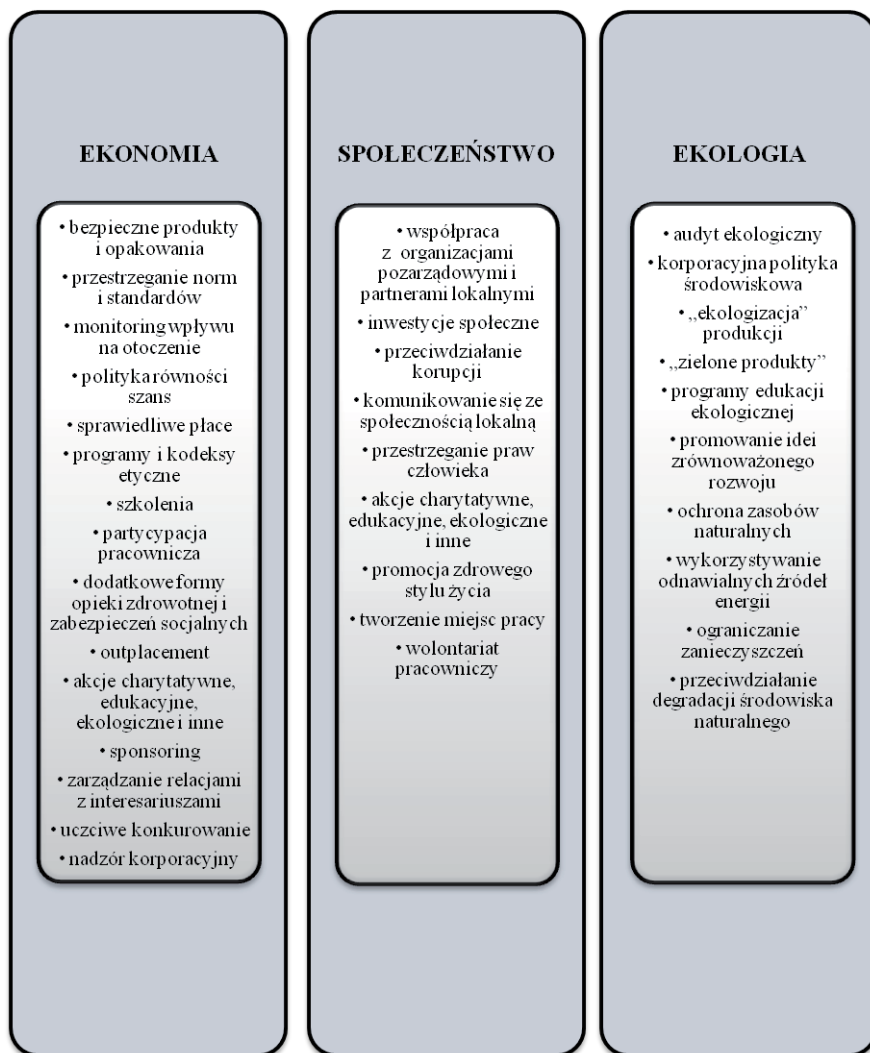 EKONOMIA
• bezpieczne produkty
i opakowania
• przestrzeganie norm
i standardów
• monitoring wpływu
na otoczenie
• polityka równości
szans
• sprawiedliwe płace
• programy i kodeksy
etyczne
• szkolenia
• partycypacja
pracownicza
• dodatkowe formy
opieki zdrowotnej i
zabezpieczeń socjalnych
• outplacement
• akcje charytatywne,
edukacyjne,
ekologiczne i inne
• sponsoring
• zarządzanie relacjami
z interesariuszami
• uczciwe konkurowanie
• nadzór korporacyjny
SPOŁECZEŃSTWO
• współpraca
z organizacjami
pozarządowymi i
partnerami lokalnymi
• inwestycje społeczne
• przeciwdziałanie
korupcji
• komunikowanie się ze
społecznością lokalną
• przestrzeganie praw
człowieka
• akcje charytatywne,
edukacyjne, ekologiczne
i inne
• promocja zdrowego
stylu życia
• tworzenie miejsc pracy
• wolontariat
pracowniczy
EKOLOGIA
• audyt ekologiczny
• korporacyjna polityka
środowiskowa
• „ekologizacja”
produkcji
• „zielone produkty”
• programy edukacji
ekologicznej
• promowanie idei
zrównoważonego
rozwoju
• ochrona zasobów
naturalnych
• wykorzystywanie
odnawialnych źródeł
energii
• ograniczanie
zanieczyszczeń
• przeciwdziałanie
degradacji środowiska
naturalnego